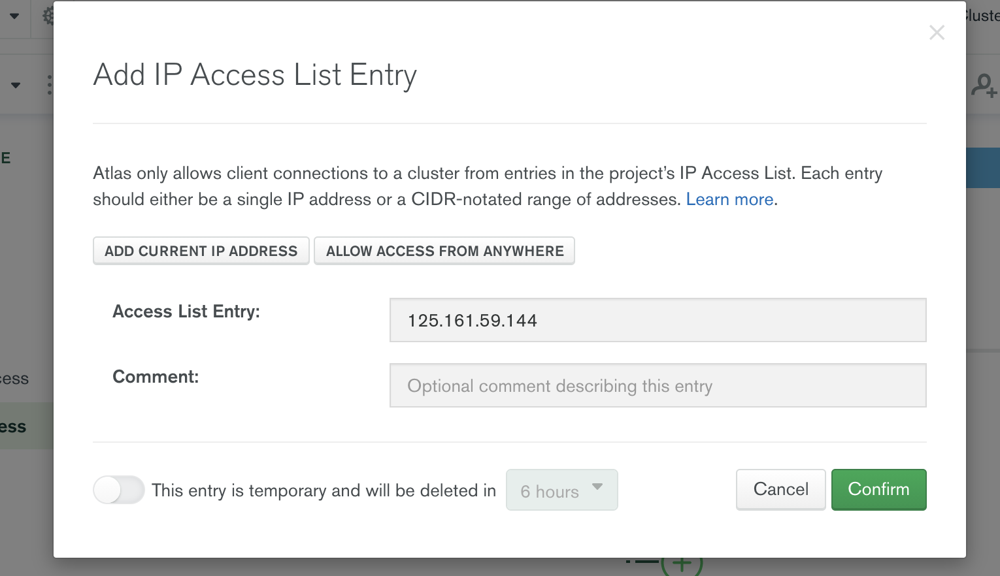 Add IP Access List Entry
Atlas only allows client connections to a cluster from entries in the project's IP Access List. Each entry
should either be a single IP address or a CIDR-notated range of addresses. Learn more.
ADD CURRENT IP ADDRESS ALLOW ACCESS FROM ANYWHERE
Access List Entry: 125.161.59.144
Comment: Optional comment describing this entry
This entry is temporary and will be deleted in 6 hours Cancel Confirm